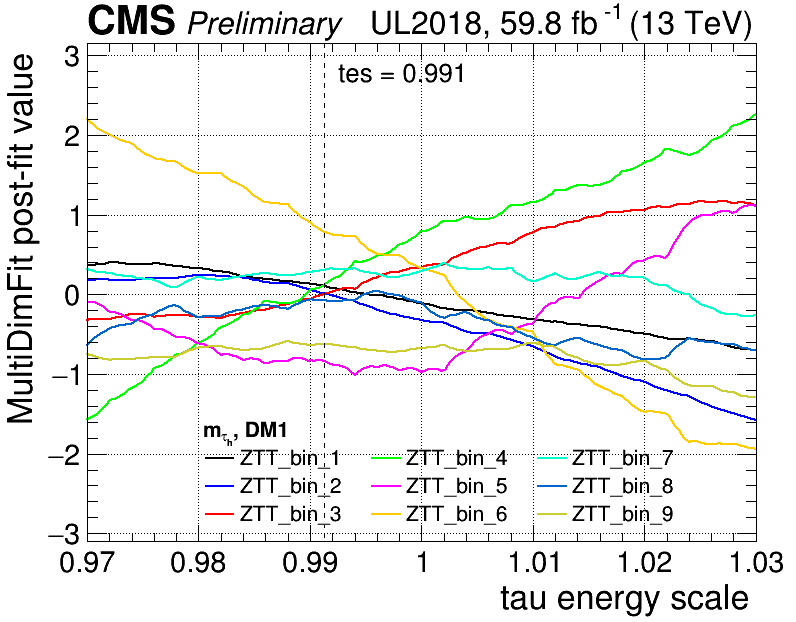 CMS Preliminary UL2018, 59.8 fb⁻¹ (13 TeV)
MultiDimFit post-fit value
3
2
1
0
−1
−2
−3
tes = 0.991
m_τ_h, DM1
ZTT_bin_1 ZTT_bin_4 ZTT_bin_7
ZTT_bin_2 ZTT_bin_5 ZTT_bin_8
ZTT_bin_3 ZTT_bin_6 ZTT_bin_9
0.97 0.98 0.99 1 1.01 1.02 1.03
tau energy scale